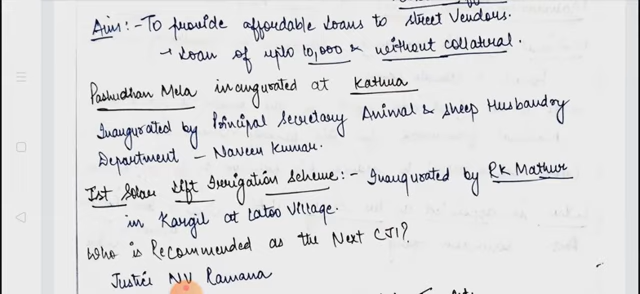 Aim:- To provide affordable loans to street vendors.
→ Loan of upto 10,000 & without collateral.
Pashudhan Mela inaugurated at Kathua
Inaugurated by Principal Secretary Animal & Sheep Husbandry
Department - Naveen Kumar.
Ist Solar Lift Irrigation Scheme:- Inaugurated by RK Mathur
in Kargil at Latoo Village.
Who is Recommended as the Next CJI?
Justice NV Ramana